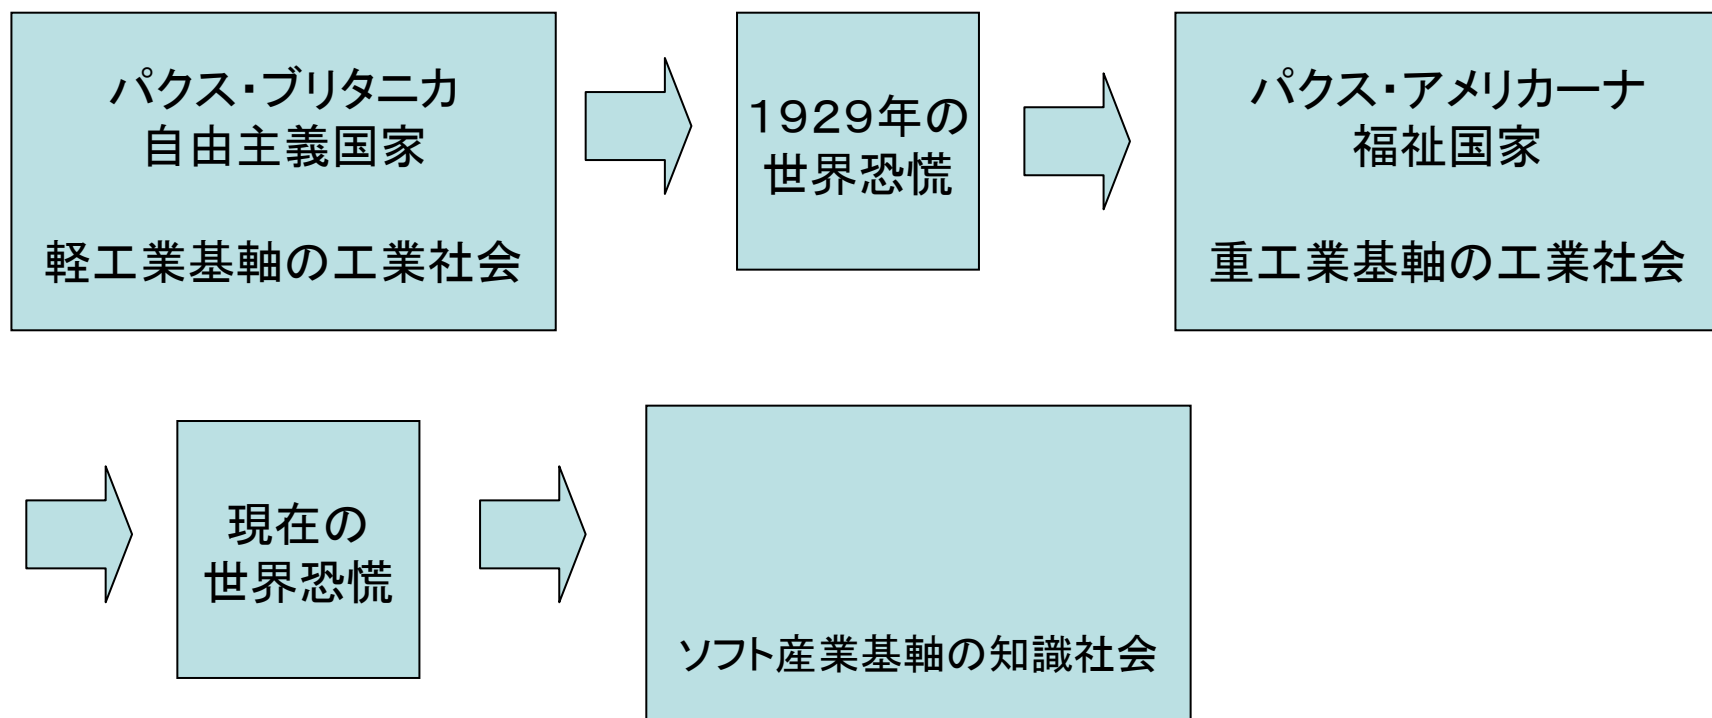 パクス・ブリタニカ
自由主義国家
軽工業基軸の工業社会
１９２９年の
世界恐慌
パクス・アメリカーナ
福祉国家
重工業基軸の工業社会
現在の
世界恐慌
ソフト産業基軸の知識社会